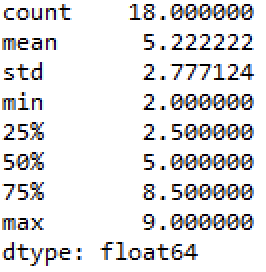 count    18.000000
mean      5.222222
std       2.777124
min       2.000000
25%       2.500000
50%       5.000000
75%       8.500000
max       9.000000
dtype: float64